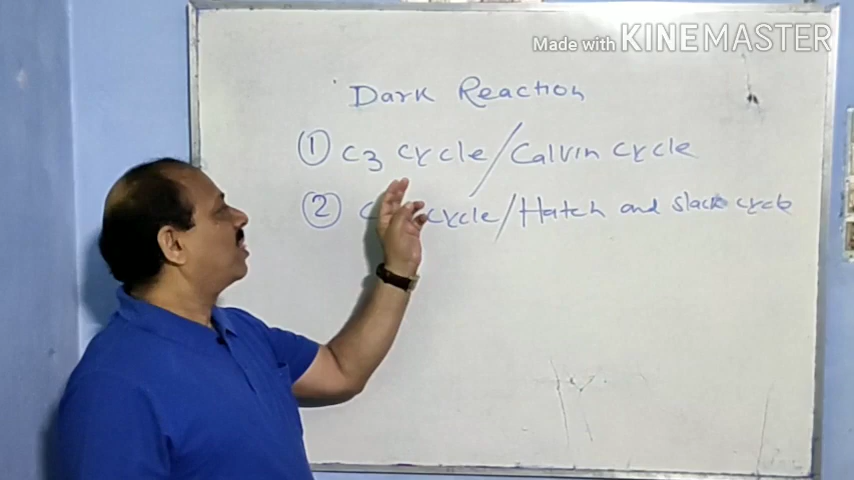 Made with KINEMASTER
Dark Reaction
1 C3 cycle/Calvin cycle
2 C cycle/Hatch and slack cycle